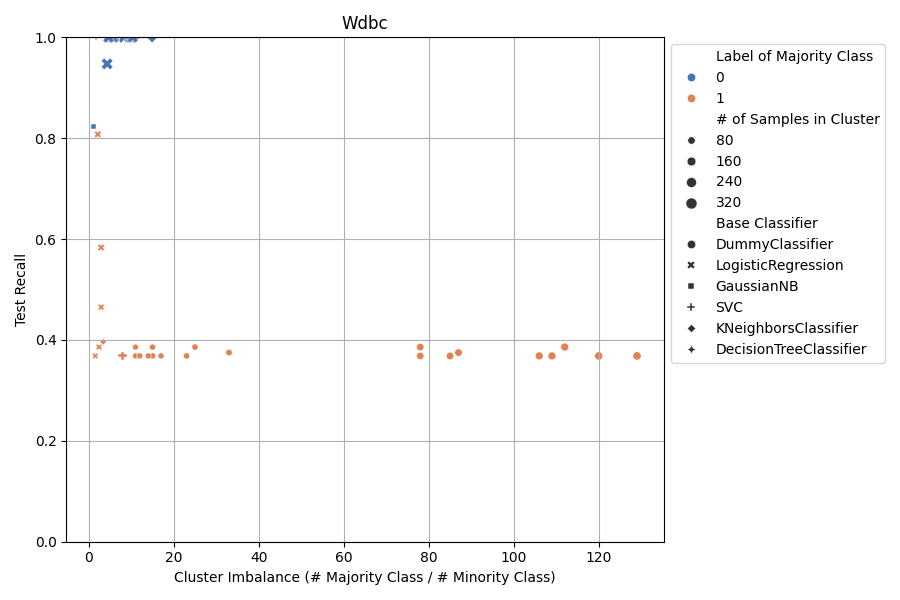 Wdbc
1.0
0.8
0.6
0.4
0.2
0.0
Test Recall
0
20
40
60
80
100
120
Cluster Imbalance (# Majority Class / # Minority Class)
Label of Majority Class
0
1
# of Samples in Cluster
80
160
240
320
Base Classifier
DummyClassifier
LogisticRegression
GaussianNB
SVC
KNeighborsClassifier
DecisionTreeClassifier